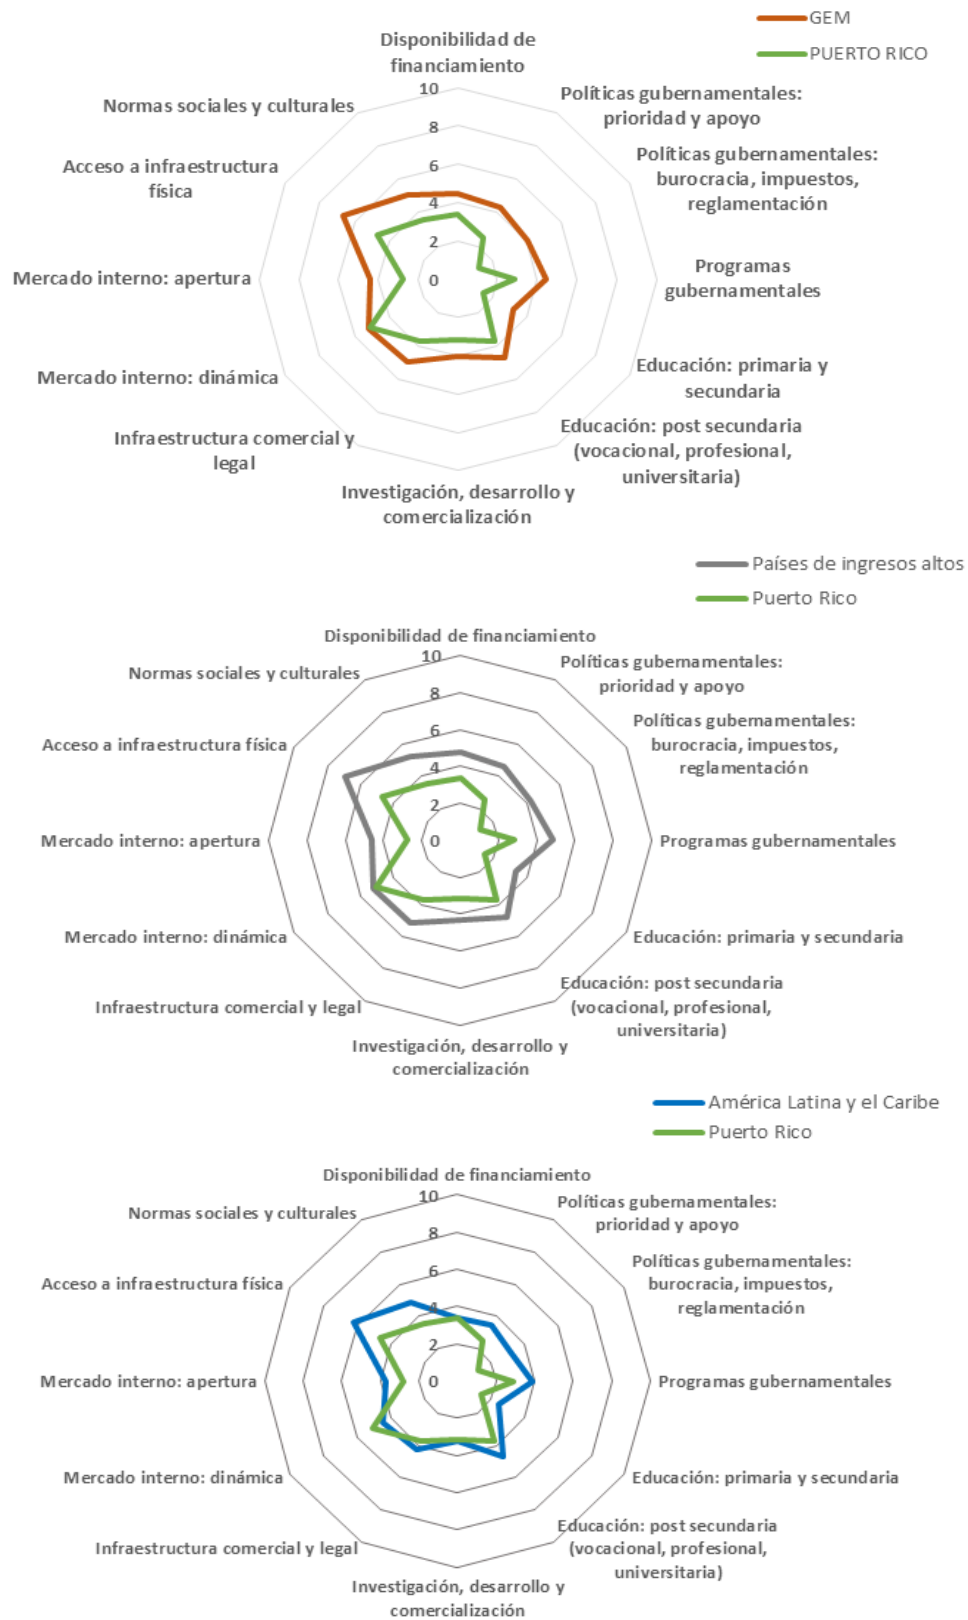 GEM
PUERTO RICO
Disponibilidad de
financiamiento
Normas sociales y culturales
Políticas gubernamentales:
prioridad y apoyo
Acceso a infraestructura
física
Políticas gubernamentales:
burocracia, impuestos,
reglamentación
Mercado interno: apertura
Programas
gubernamentales
Mercado interno: dinámica
Educación: primaria y
secundaria
Infraestructura comercial y
legal
Educación: post secundaria
(vocacional, profesional,
universitaria)
Investigación, desarrollo y
comercialización
10
8
6
4
2
0
Países de ingresos altos
Puerto Rico
Disponibilidad de financiamiento
Normas sociales y culturales
Políticas gubernamentales:
prioridad y apoyo
Acceso a infraestructura física
Políticas gubernamentales:
burocracia, impuestos,
reglamentación
Mercado interno: apertura
Programas gubernamentales
Mercado interno: dinámica
Educación: primaria y secundaria
Infraestructura comercial y legal
Educación: post secundaria
(vocacional, profesional,
universitaria)
Investigación, desarrollo y
comercialización
10
8
6
4
2
0
América Latina y el Caribe
Puerto Rico
Disponibilidad de financiamiento
Normas sociales y culturales
Políticas gubernamentales:
prioridad y apoyo
Acceso a infraestructura física
Políticas gubernamentales:
burocracia, impuestos,
reglamentación
Mercado interno: apertura
Programas gubernamentales
Mercado interno: dinámica
Educación: primaria y secundaria
Infraestructura comercial y legal
Educación: post secundaria
(vocacional, profesional,
universitaria)
Investigación, desarrollo y
comercialización
10
8
6
4
2
0